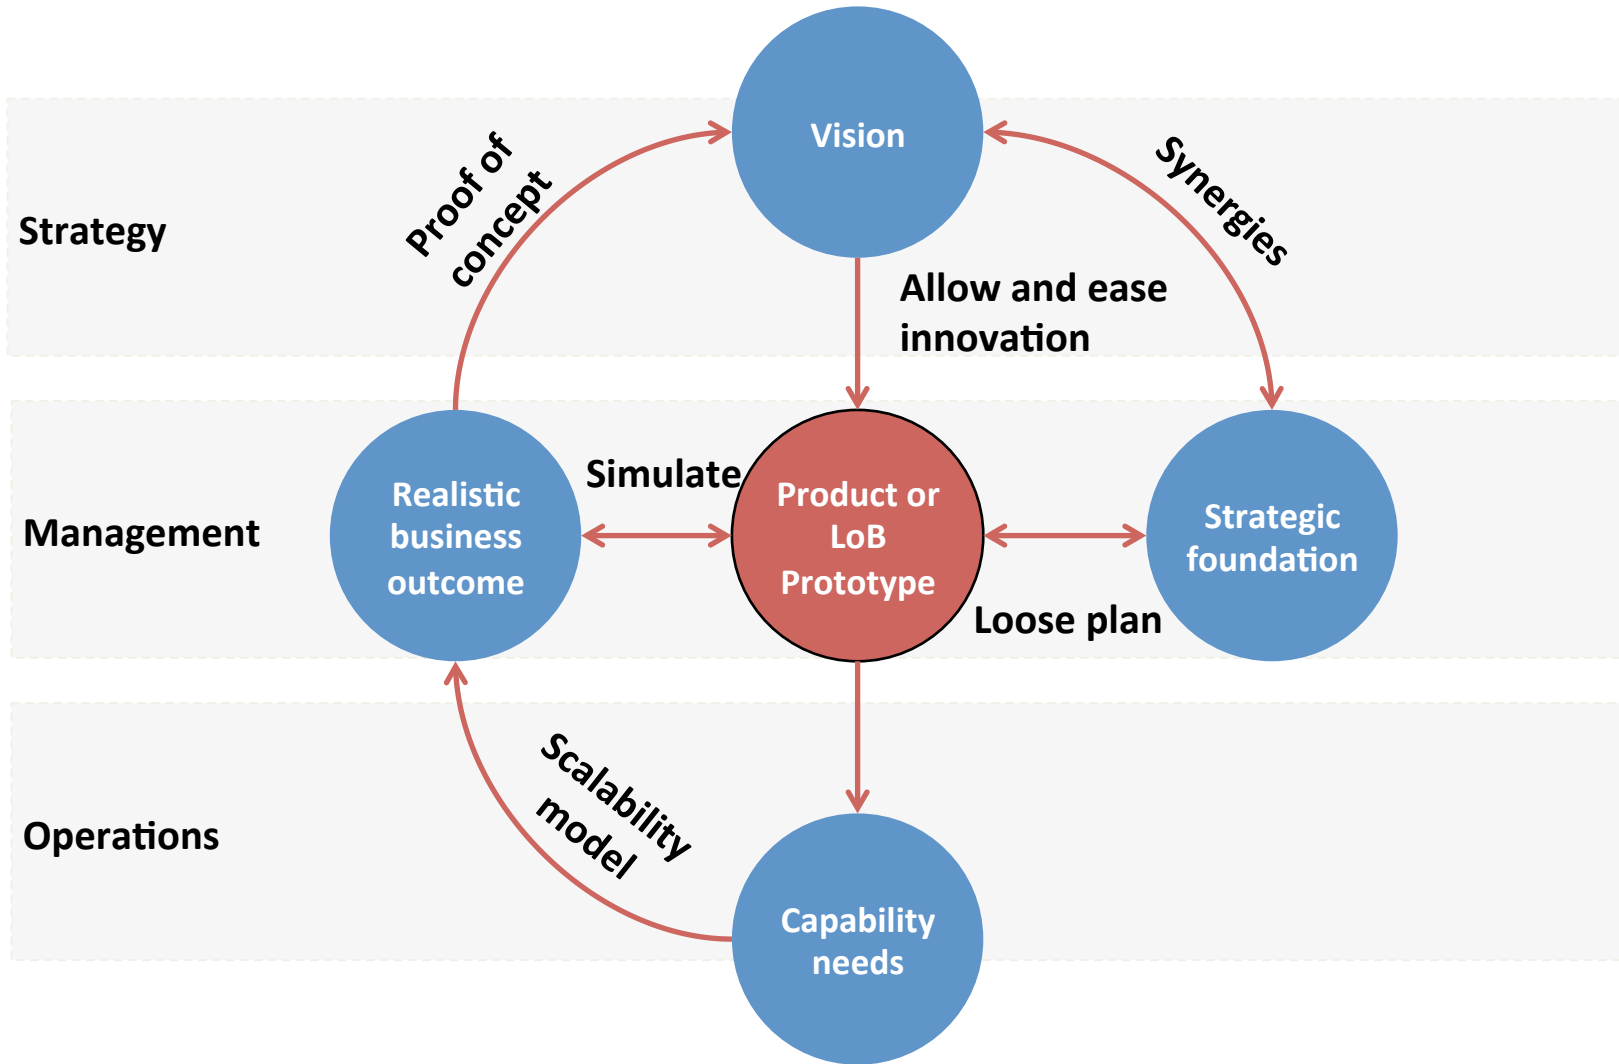 Vision
Proof of
concept
Synergies
Strategy
Allow and ease
innovation
Simulate
Realistic
business
outcome
Product or
LoB
Prototype
Strategic
foundation
Management
Loose plan
Scalability
model
Operations
Capability
needs